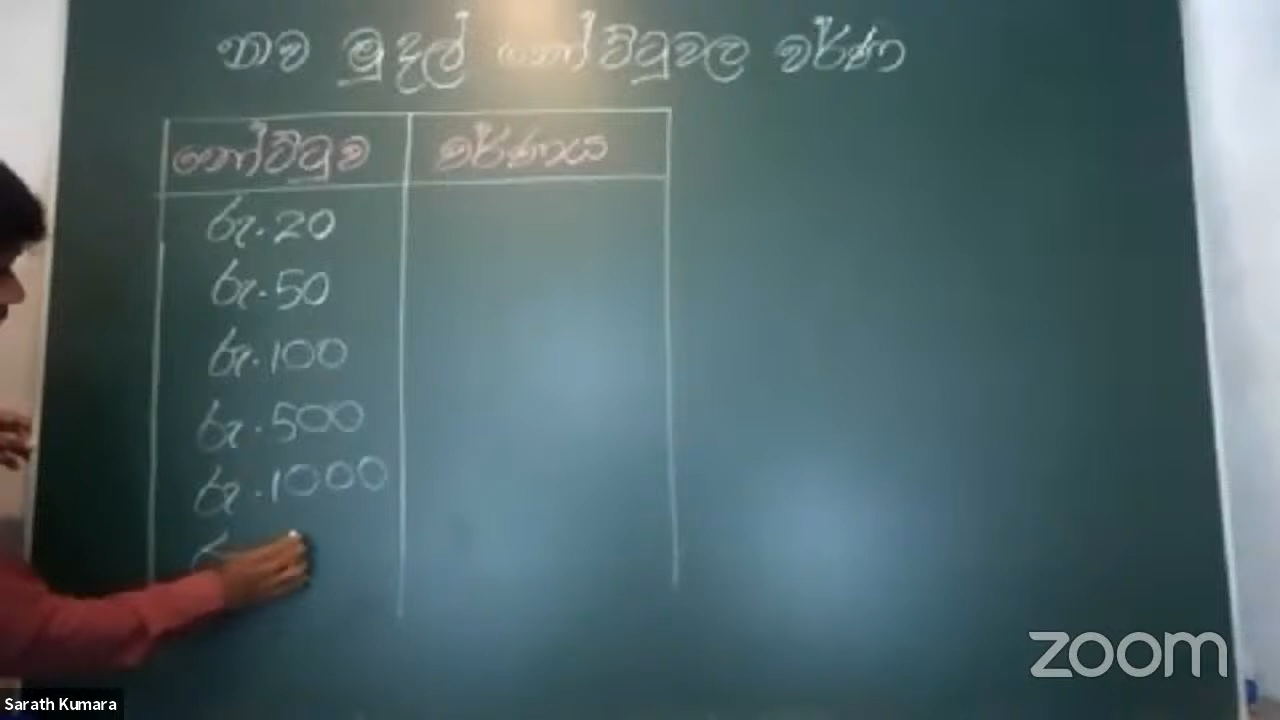 නව මුදල් නෝට්ටුවල වර්ණ
නෝට්ටුව වර්ණය
රු.20
රු.50
රු.100
රු.500
රු.1000
රු
zoom
Sarath Kumara